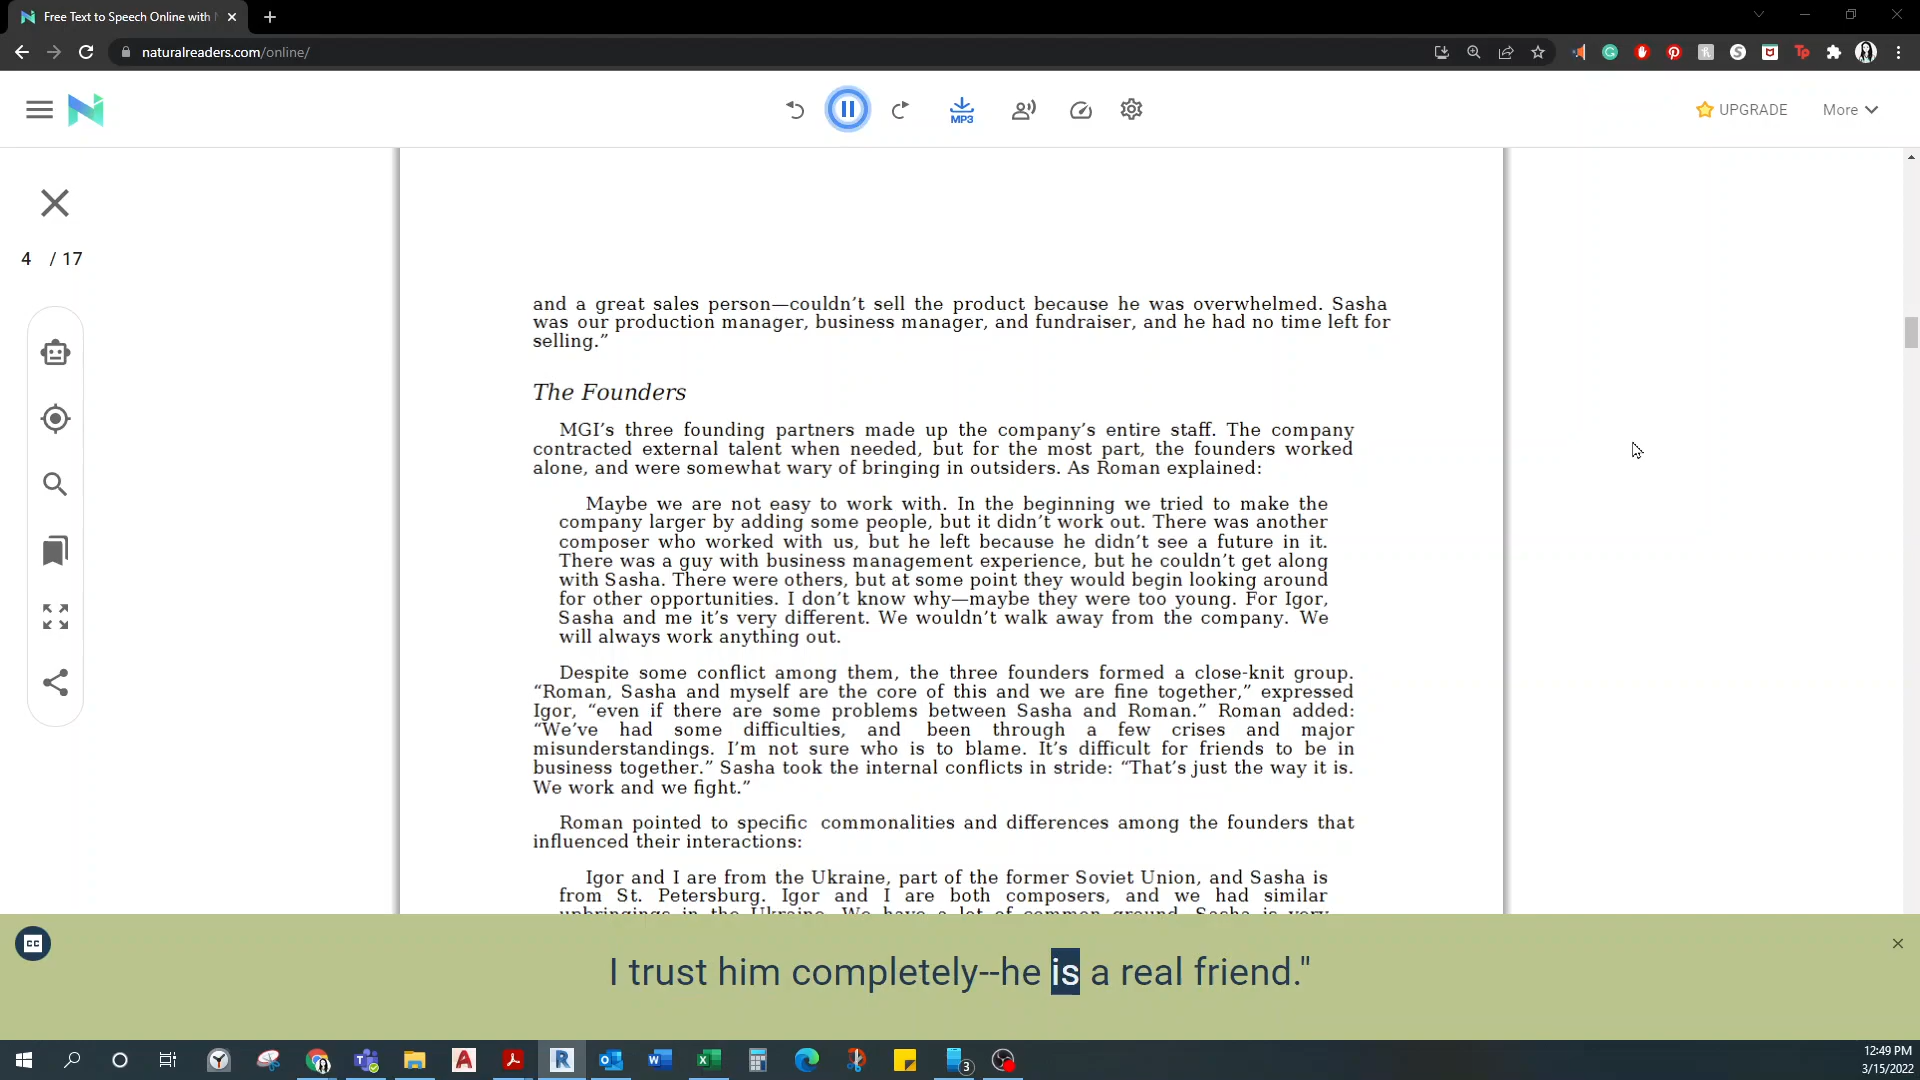 Free Text to Speech Online with
naturalreaders.com/online/
MP3
UPGRADE
More
4 / 17
and a great sales person—couldn’t sell the product because he was overwhelmed. Sasha
was our production manager, business manager, and fundraiser, and he had no time left for
selling.”
The Founders
MGI’s three founding partners made up the company’s entire staff. The company
contracted external talent when needed, but for the most part, the founders worked
alone, and were somewhat wary of bringing in outsiders. As Roman explained:
Maybe we are not easy to work with. In the beginning we tried to make the
company larger by adding some people, but it didn’t work out. There was another
composer who worked with us, but he left because he didn’t see a future in it.
There was a guy with business management experience, but he couldn’t get along
with Sasha. There were others, but at some point they would begin looking around
for other opportunities. I don’t know why—maybe they were too young. For Igor,
Sasha and me it’s very different. We wouldn’t walk away from the company. We
will always work anything out.
Despite some conflict among them, the three founders formed a close-knit group.
“Roman, Sasha and myself are the core of this and we are fine together,” expressed
Igor, “even if there are some problems between Sasha and Roman.” Roman added:
“We’ve had some difficulties, and been through a few crises and major
misunderstandings. I’m not sure who is to blame. It’s difficult for friends to be in
business together.” Sasha took the internal conflicts in stride: “That’s just the way it is.
We work and we fight.”
Roman pointed to specific commonalities and differences among the founders that
influenced their interactions:
Igor and I are from the Ukraine, part of the former Soviet Union, and Sasha is
from St. Petersburg. Igor and I are both composers, and we had similar
upbringings in the Ukraine. We have a lot of common ground. Sasha is very
CC
I trust him completely--he is a real friend."
3
12:49 PM
3/15/2022